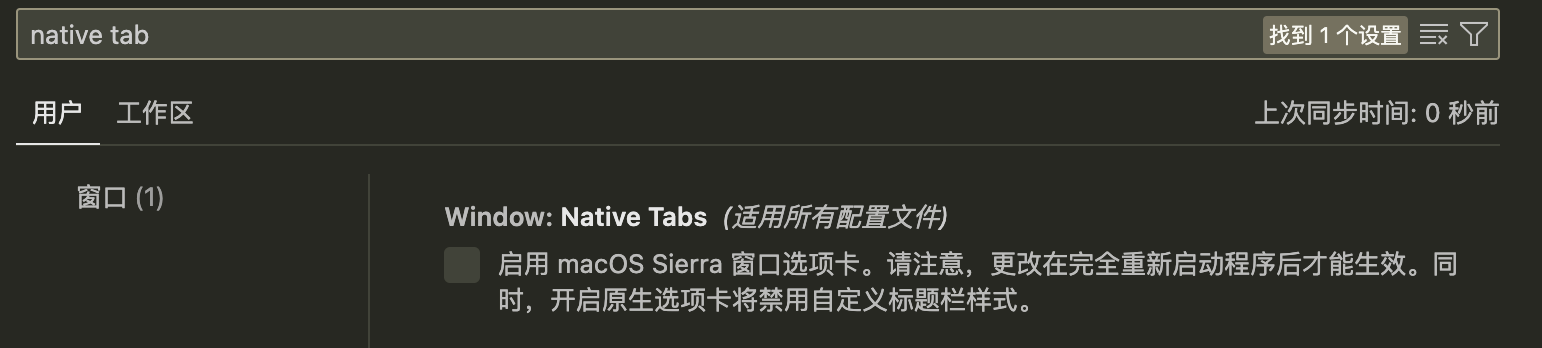 native tab
找到 1 个设置
用户
工作区
上次同步时间: 0 秒前
窗口 (1)
Window: Native Tabs (适用所有配置文件)
启用 macOS Sierra 窗口选项卡。请注意，更改在完全重新启动程序后才能生效。同
时，开启原生选项卡将禁用自定义标题栏样式。